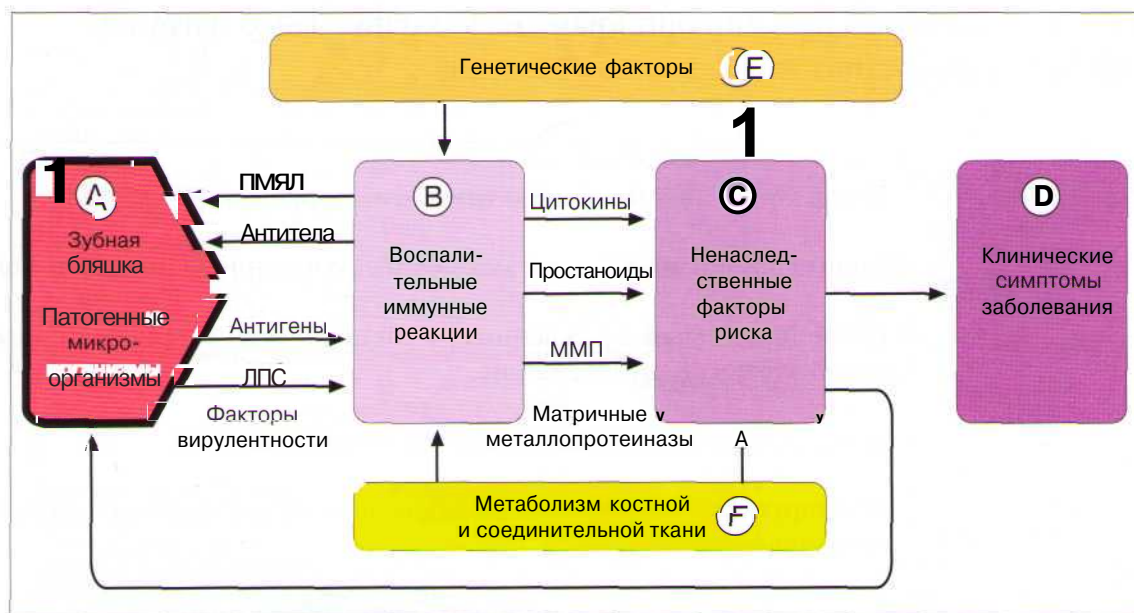 Генетические факторы E
1
1
A
Зубная
бляшка
Патогенные
микро-
организмы
ПМЯЛ
Антитела
Антигены
ЛПС
Факторы
вирулентности
B
Воспали-
тельные
иммунные
реакции
Цитокины
Простаноиды
ММП
Матричные
металлопротеиназы
©
Ненаслед-
ственные
факторы
риска
v у
А
D
Клинические
симптомы
заболевания
Метаболизм костной
и соединительной ткани F